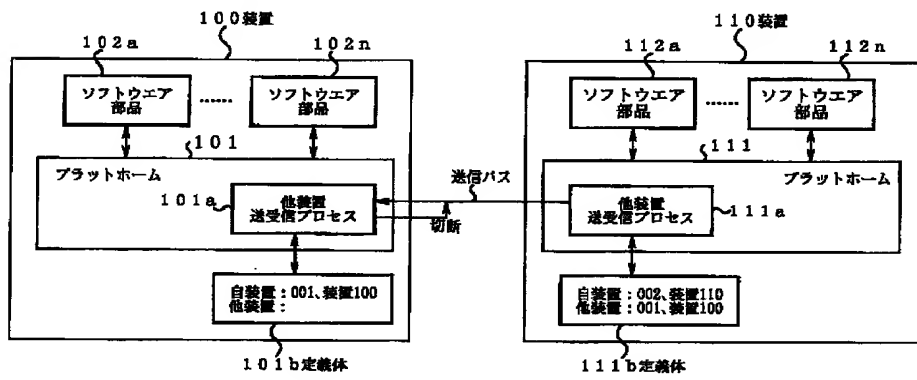 100装置
102a
102n
ソフトウエア
部品
……
ソフトウエア
部品
101
プラットホーム
101a
他装置
送受信プロセス
自装置：001、装置100
他装置：
101b定義体
送信パス
切断
110装置
112a
112n
ソフトウエア
部品
……
ソフトウエア
部品
111
プラットホーム
他装置
送受信プロセス
111a
自装置：002、装置110
他装置：001、装置100
111b定義体